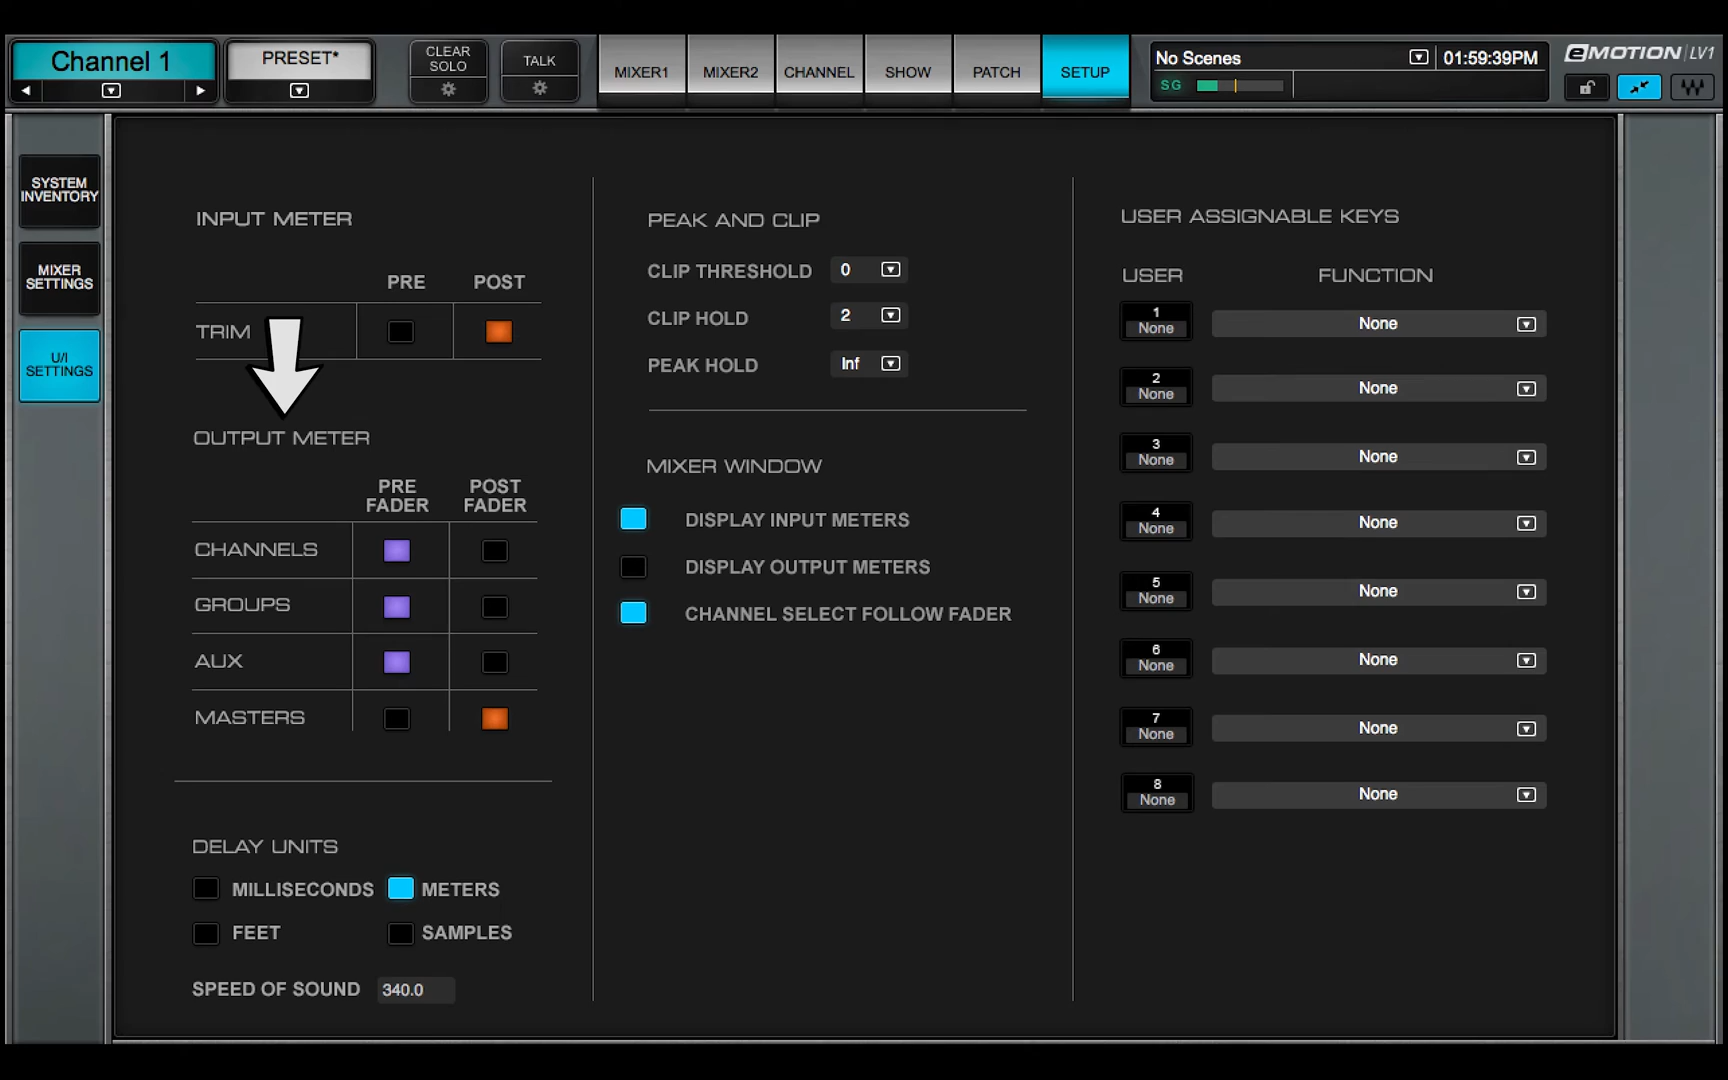 Channel 1
PRESET*
CLEAR
SOLO
TALK
MIXER1
MIXER2
CHANNEL
SHOW
PATCH
SETUP
No Scenes
01:59:39PM
SG
eMOTION LV1
SYSTEM
INVENTORY
MIXER
SETTINGS
U/I
SETTINGS
INPUT METER
PRE POST
TRIM
OUTPUT METER
PRE
FADER
POST
FADER
CHANNELS
GROUPS
AUX
MASTERS
DELAY UNITS
MILLISECONDS METERS
FEET SAMPLES
SPEED OF SOUND 340.0
PEAK AND CLIP
CLIP THRESHOLD 0
CLIP HOLD 2
PEAK HOLD Inf
MIXER WINDOW
DISPLAY INPUT METERS
DISPLAY OUTPUT METERS
CHANNEL SELECT FOLLOW FADER
USER ASSIGNABLE KEYS
USER FUNCTION
1
None None
2
None None
3
None None
4
None None
5
None None
6
None None
7
None None
8
None None